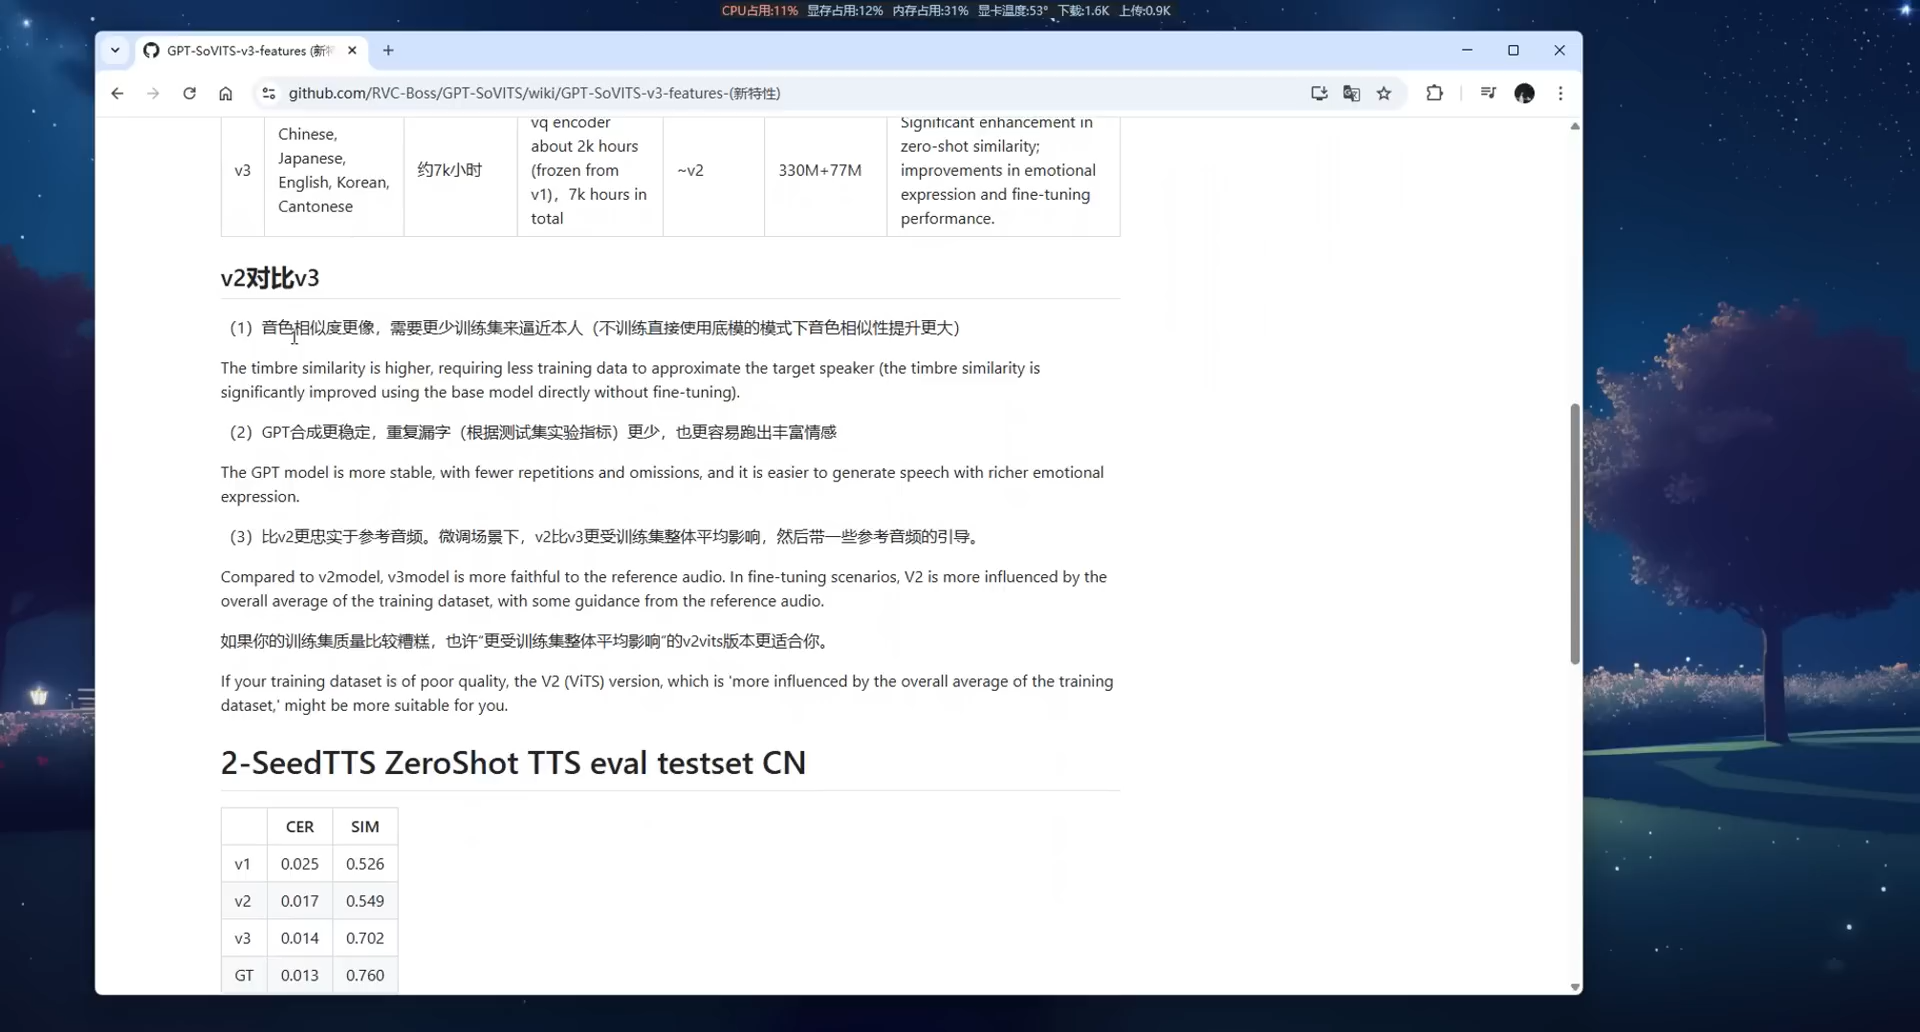 CPU占用:11% 显存占用:12% 内存占用:31% 显卡温度:53° 下载:1.6K 上传:0.9K
GPT-SoVITS-v3-features (新特
github.com/RVC-Boss/GPT-SoVITS/wiki/GPT-SoVITS-v3-features-(新特性)
v3
Chinese,
Japanese,
English, Korean,
Cantonese
约7k小时
vq encoder
about 2k hours
(frozen from
v1)，7k hours in
total
~v2
330M+77M
Significant enhancement in
zero-shot similarity;
improvements in emotional
expression and fine-tuning
performance.
v2对比v3
（1）音色相似度更像，需要更少训练集来逼近本人（不训练直接使用底模的模式下音色相似性提升更大）
The timbre similarity is higher, requiring less training data to approximate the target speaker (the timbre similarity is
significantly improved using the base model directly without fine-tuning).
（2）GPT合成更稳定，重复漏字（根据测试集实验指标）更少，也更容易跑出丰富情感
The GPT model is more stable, with fewer repetitions and omissions, and it is easier to generate speech with richer emotional
expression.
（3）比v2更忠实于参考音频。微调场景下，v2比v3更受训练集整体平均影响，然后带一些参考音频的引导。
Compared to v2model, v3model is more faithful to the reference audio. In fine-tuning scenarios, V2 is more influenced by the
overall average of the training dataset, with some guidance from the reference audio.
如果你的训练集质量比较糟糕，也许“更受训练集整体平均影响”的v2vits版本更适合你。
If your training dataset is of poor quality, the V2 (ViTS) version, which is 'more influenced by the overall average of the training
dataset,' might be more suitable for you.
2-SeedTTS ZeroShot TTS eval testset CN
CER SIM
v1 0.025 0.526
v2 0.017 0.549
v3 0.014 0.702
GT 0.013 0.760